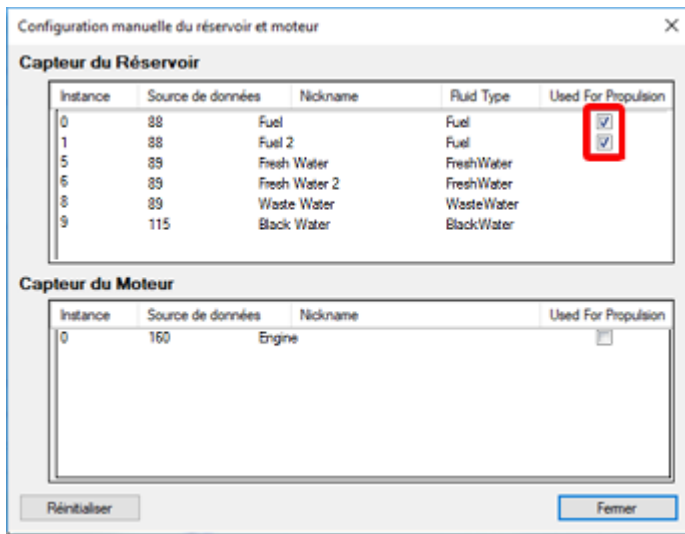 Configuration manuelle du réservoir et moteur
Capteur du Réservoir
Instance Source de données Nickname Fluid Type Used For Propulsion
0 88 Fuel Fuel
1 88 Fuel 2 Fuel
5 89 Fresh Water FreshWater
6 89 Fresh Water 2 FreshWater
8 89 Waste Water WasteWater
9 115 Black Water BlackWater
Capteur du Moteur
Instance Source de données Nickname Used For Propulsion
0 160 Engine
Réinitialiser Fermer